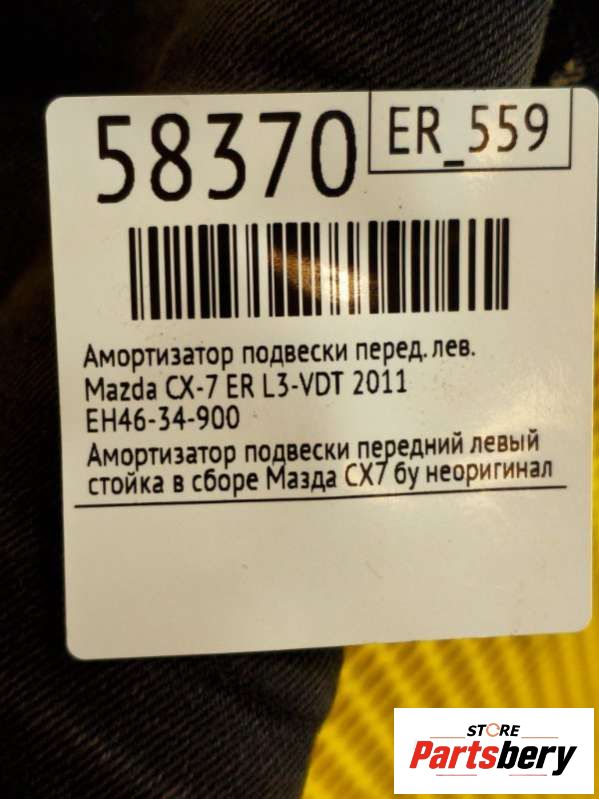 58370
ER_559
Амортизатор подвески перед. лев.
Mazda CX-7 ER L3-VDT 2011
EH46-34-900
Амортизатор подвески передний левый
стойка в сборе Мазда CX7 бу неоригинал
STORE
Partsbery